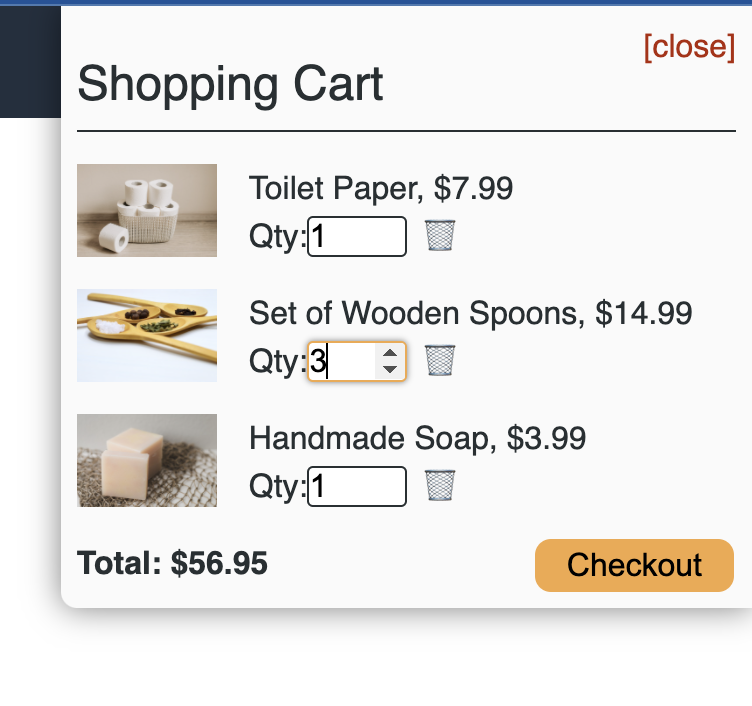 [close]
Shopping Cart
Toilet Paper, $7.99
Qty:1
Set of Wooden Spoons, $14.99
Qty:3
Handmade Soap, $3.99
Qty:1
Total: $56.95
Checkout